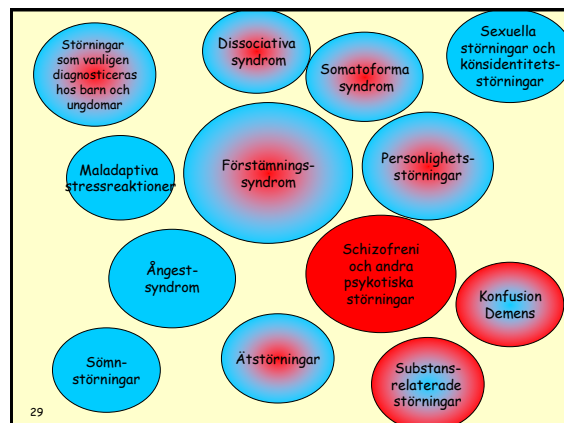 Störningar
som vanligen
diagnosticeras
hos barn och
ungdomar
Dissociativa
syndrom
Somatoforma
syndrom
Sexuella
störningar och
könsidentitets-
störningar
Maladaptiva
stressreaktioner
Förstämnings-
syndrom
Personlighets-
störningar
Ångest-
syndrom
Schizofreni
och andra
psykotiska
störningar
Konfusion
Demens
Sömn-
störningar
Ätstörningar
Substans-
relaterade
störningar
29